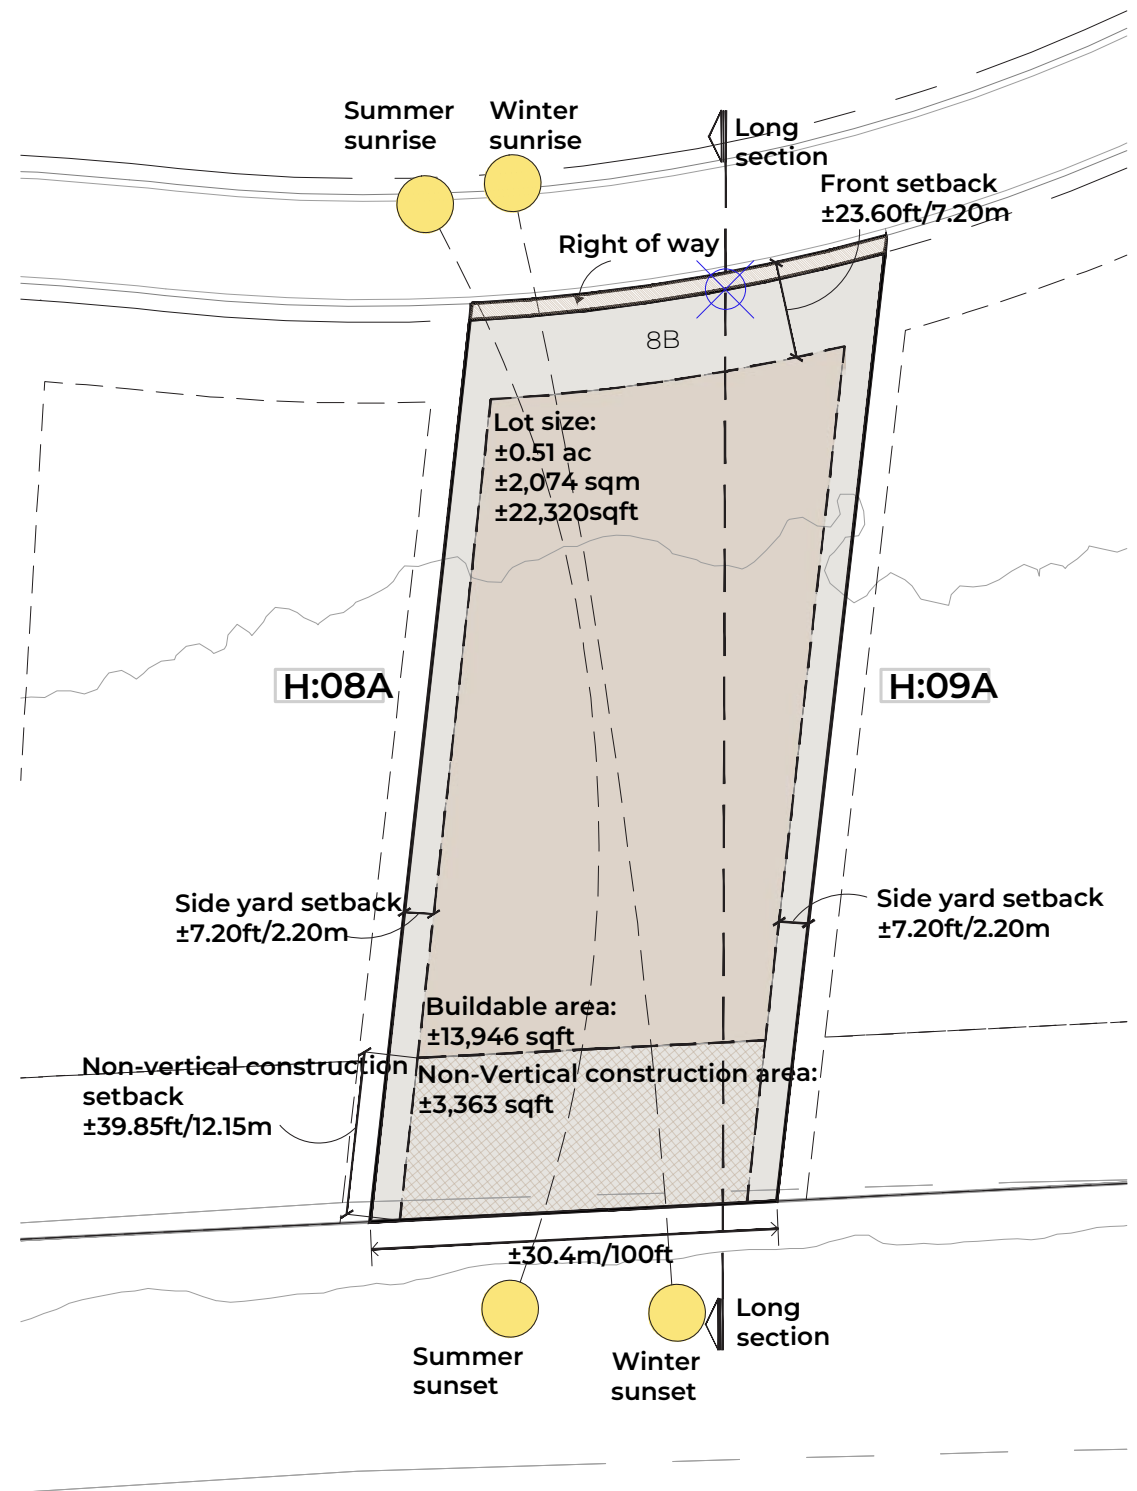 Summer
sunrise
Winter
sunrise
Long
section
Front setback
±23.60ft/7.20m
Right of way
8B
Lot size:
±0.51 ac
±2,074 sqm
±22,320sqft
H:08A
H:09A
Side yard setback
±7.20ft/2.20m
Side yard setback
±7.20ft/2.20m
Buildable area:
±13,946 sqft
Non-vertical construction
setback
±39.85ft/12.15m
Non-Vertical construction area:
±3,363 sqft
±30.4m/100ft
Long
section
Summer
sunset
Winter
sunset